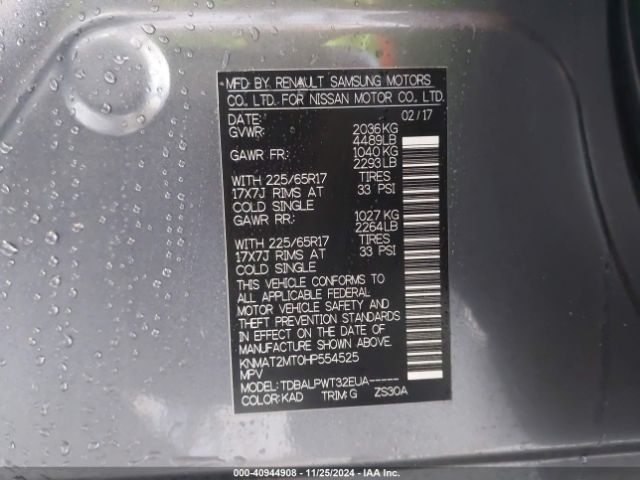 MFD BY RENAULT SAMSUNG MOTORS
CO., LTD. FOR NISSAN MOTOR CO., LTD.
DATE: 02/17
GVWR: 2036KG
4489LB
GAWR FR: 1040KG
2293LB
WITH 225/65R17 TIRES
17X7J RIMS AT 33 PSI
COLD SINGLE
GAWR RR: 1027 KG
2264LB
WITH 225/65R17 TIRES
17X7J RIMS AT 33 PSI
COLD SINGLE
THIS VEHICLE CONFORMS TO
ALL APPLICABLE FEDERAL
MOTOR VEHICLE SAFETY AND
THEFT PREVENTION STANDARDS
IN EFFECT ON THE DATE OF
MANUFACTURE SHOWN ABOVE.
KNMAT2MT0HP554525
MPV
MODEL: TDBALPWT32EUA-----
COLOR: KAD TRIM: G ZS30A
000-40944908 - 11/25/2024 - IAA Inc.